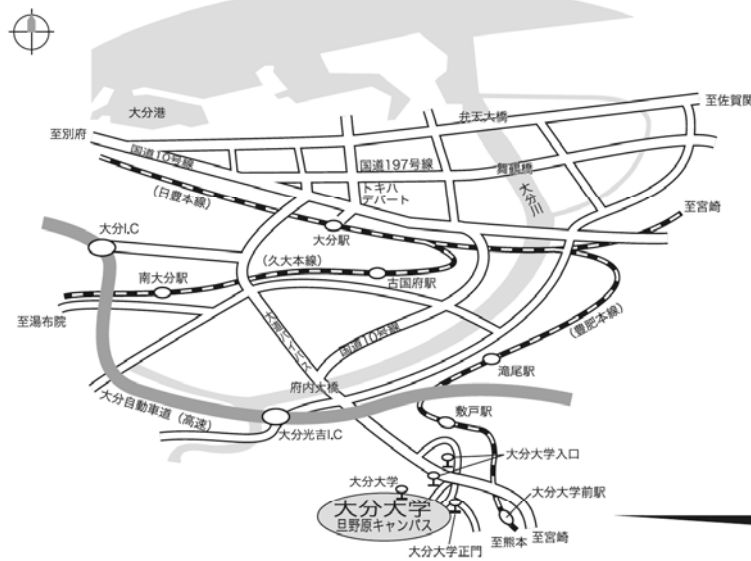 大分港
弁天大橋
至佐賀関
至別府
国道10号線
国道197号線
舞鶴橋
トキハ
デパート
大分川
(日豊本線)
至宮崎
大分I.C
大分駅
(久大本線)
南大分駅
古国府駅
至湯布院
大道バイパス
国道10号線
(豊肥本線)
滝尾駅
府内大橋
大分自動車道(高速)
敷戸駅
大分光吉I.C
大分大学入口
大分大学
大分大学前駅
大分大学
旦野原キャンパス
至熊本
至宮崎
大分大学正門